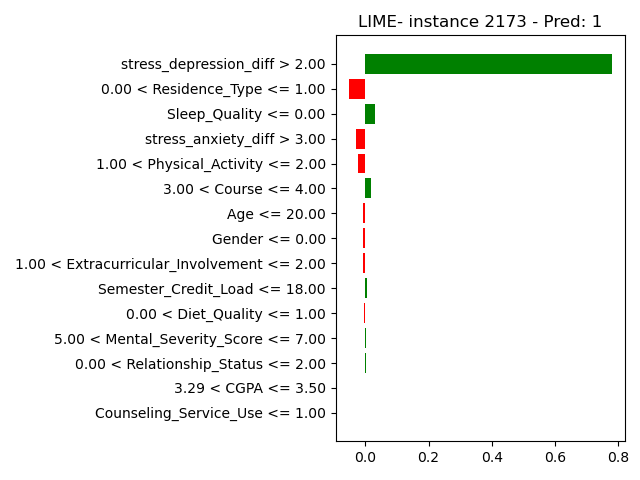 LIME- instance 2173 - Pred: 1
stress_depression_diff > 2.00
0.00 < Residence_Type <= 1.00
Sleep_Quality <= 0.00
stress_anxiety_diff > 3.00
1.00 < Physical_Activity <= 2.00
3.00 < Course <= 4.00
Age <= 20.00
Gender <= 0.00
1.00 < Extracurricular_Involvement <= 2.00
Semester_Credit_Load <= 18.00
0.00 < Diet_Quality <= 1.00
5.00 < Mental_Severity_Score <= 7.00
0.00 < Relationship_Status <= 2.00
3.29 < CGPA <= 3.50
Counseling_Service_Use <= 1.00
0.0 0.2 0.4 0.6 0.8